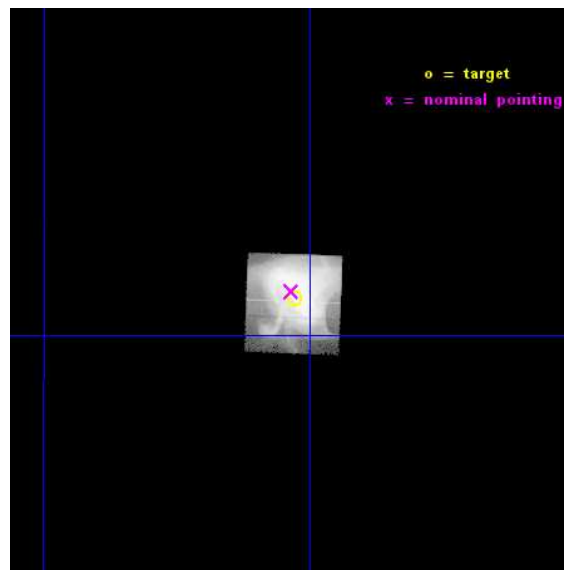 o = target
x = nominal pointing